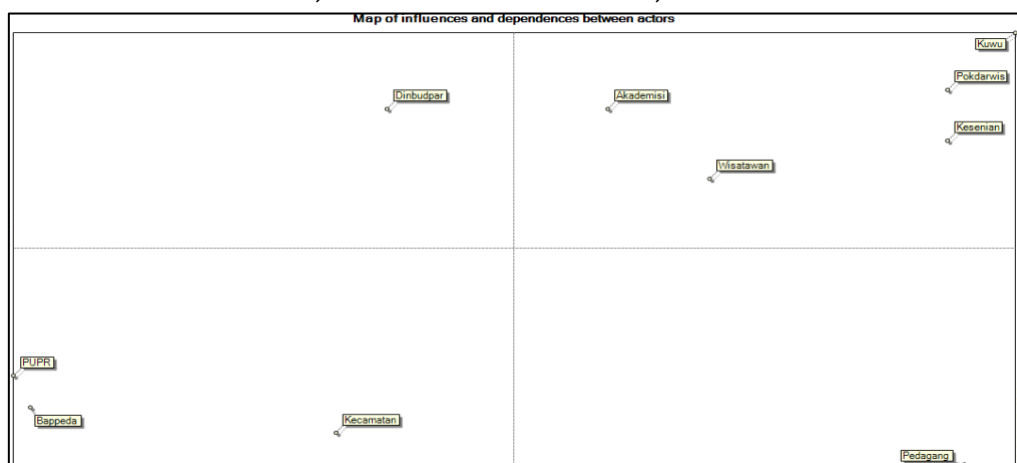 Map of influences and dependences between actors
Kuwu
Pokdarwis
Dinbudpar
Akademisi
Kesenian
Wisatawan
PUPR
Bappeda
Kecamatan
Pedagang